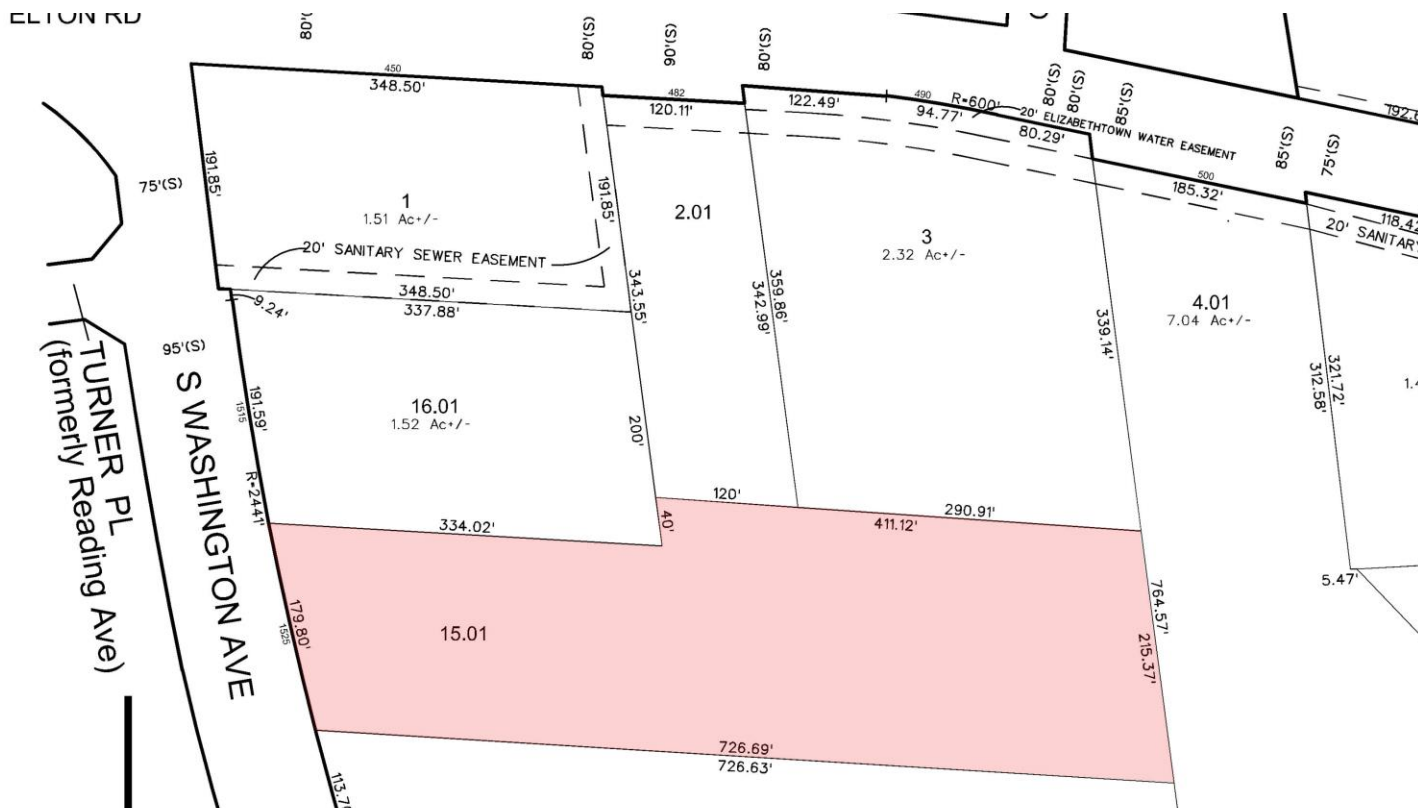 ELTON RD
80'(S)
80'(S)
90'(S)
80'(S)
80'(S)
80'(S)
85'(S)
85'(S)
75'(S)
450
348.50'
482
120.11'
122.49'
490
94.77'
R=600'
20' ELIZABETHTOWN WATER EASEMENT
80.29'
500
185.32'
118.42
20' SANITARY
191.85'
75'(S)
1
1.51 Ac+/-
191.85'
2.01
3
2.32 Ac+/-
20' SANITARY SEWER EASEMENT
348.50'
337.88'
9.24'
343.55'
359.86'
342.99'
339.14'
4.01
7.04 Ac+/-
321.72'
312.58'
95'(S)
TURNER PL
(formerly Reading Ave)
S WASHINGTON AVE
191.59'
1515
R=2441'
16.01
1.52 Ac+/-
200'
120'
290.91'
411.12'
40'
334.02'
5.47'
764.57'
215.37'
179.80'
1525
15.01
726.69'
726.63'